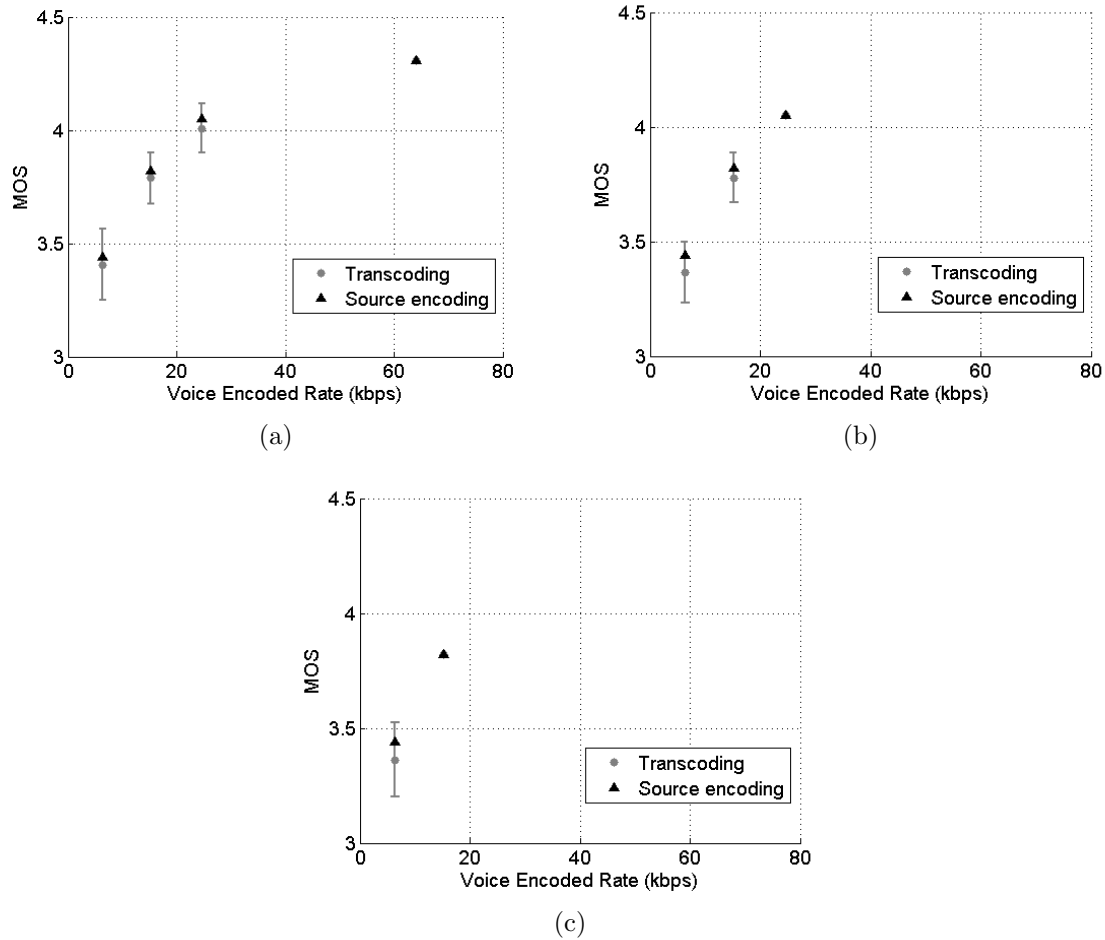 4.5
4
3.5
3
MOS
0 20 40 60 80
Voice Encoded Rate (kbps)
Transcoding
Source encoding
(a)
4.5
4
3.5
3
MOS
0 20 40 60 80
Voice Encoded Rate (kbps)
Transcoding
Source encoding
(b)
4.5
4
3.5
3
MOS
0 20 40 60 80
Voice Encoded Rate (kbps)
Transcoding
Source encoding
(c)